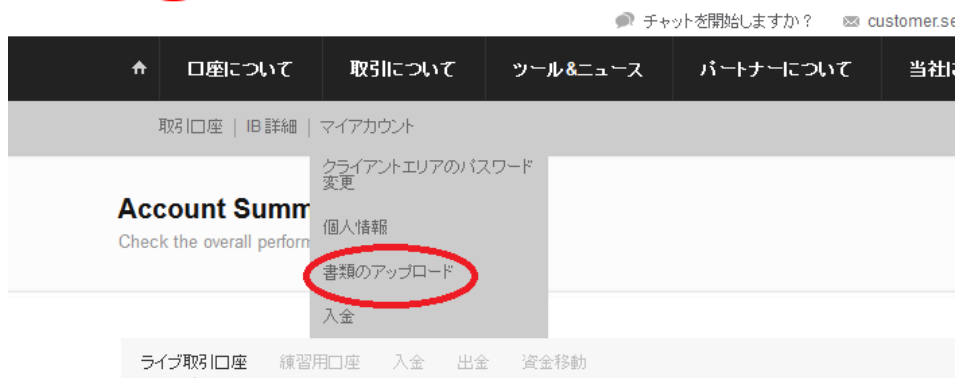 チャットを開始しますか？ customer.se
口座について 取引について ツール&ニュース パートナーについて 当社に
取引口座 | IB 詳細 | マイアカウント
クライアントエリアのパスワード
変更
Account Summ
Check the overall perform
個人情報
書類のアップロード
入金
ライブ取引口座 練習用口座 入金 出金 資金移動